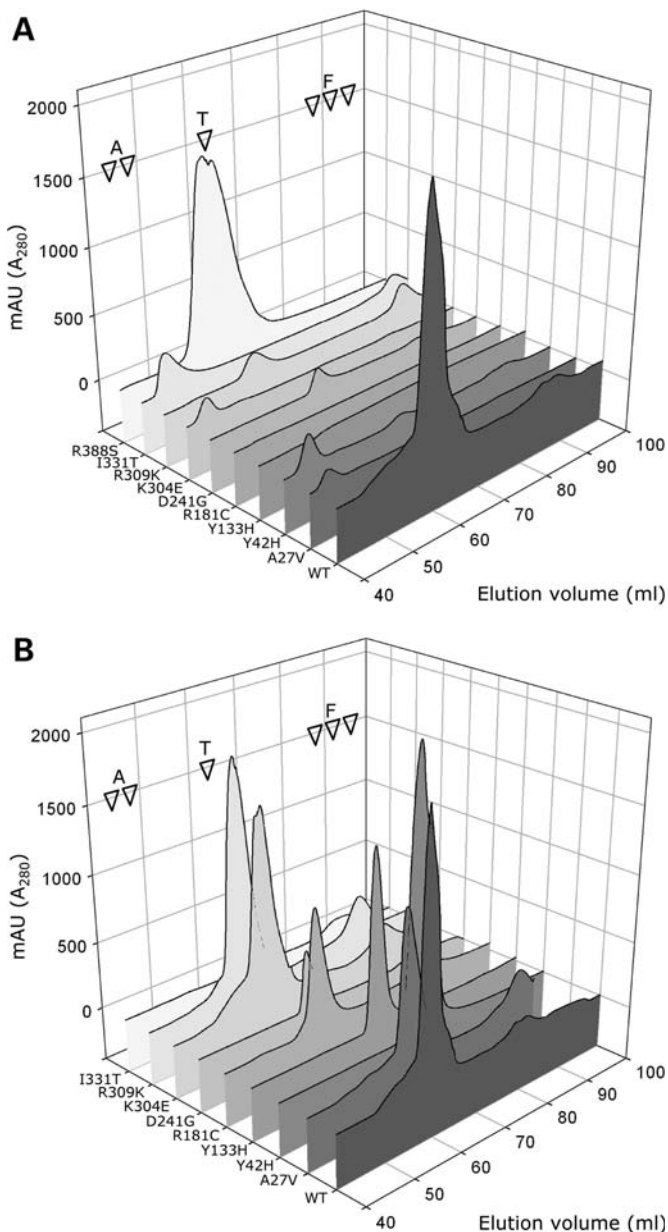 A
F
T
A
2000
1500
1000
500
0
mAU (A280)
R388S
I331T
R309K
K304E
D241G
R181C
Y133H
Y42H
A27V
WT
40
50
60
70
80
90
100
Elution volume (ml)
B
F
T
A
2000
1500
1000
500
0
mAU (A280)
I331T
R309K
K304E
D241G
R181C
Y133H
Y42H
A27V
WT
40
50
60
70
80
90
100
Elution volume (ml)